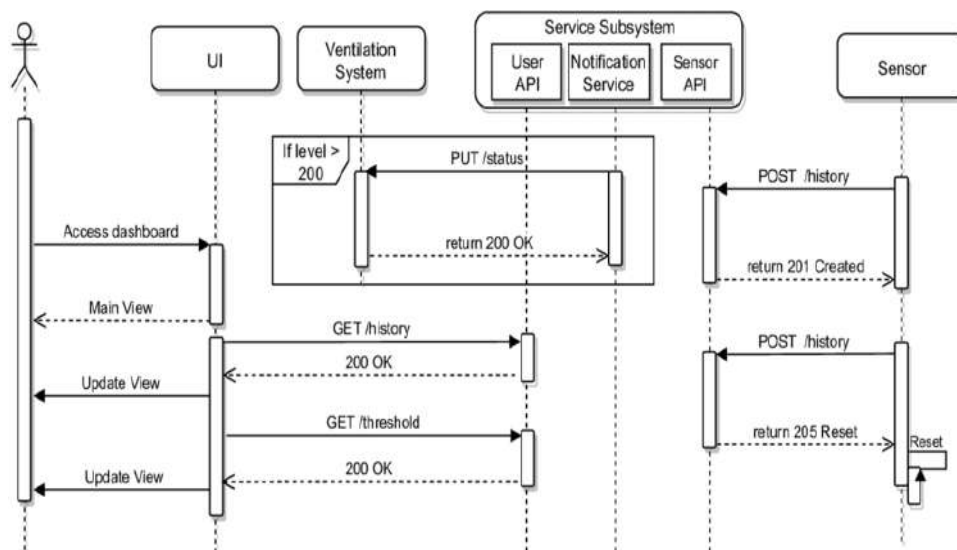 Service Subsystem
UI
Ventilation
System
User
API
Notification
Service
Sensor
API
Sensor
If level >
200
PUT /status
POST /history
Access dashboard
return 200 OK
return 201 Created
Main View
GET /history
POST /history
200 OK
Update View
GET /threshold
return 205 Reset
Reset
200 OK
Update View